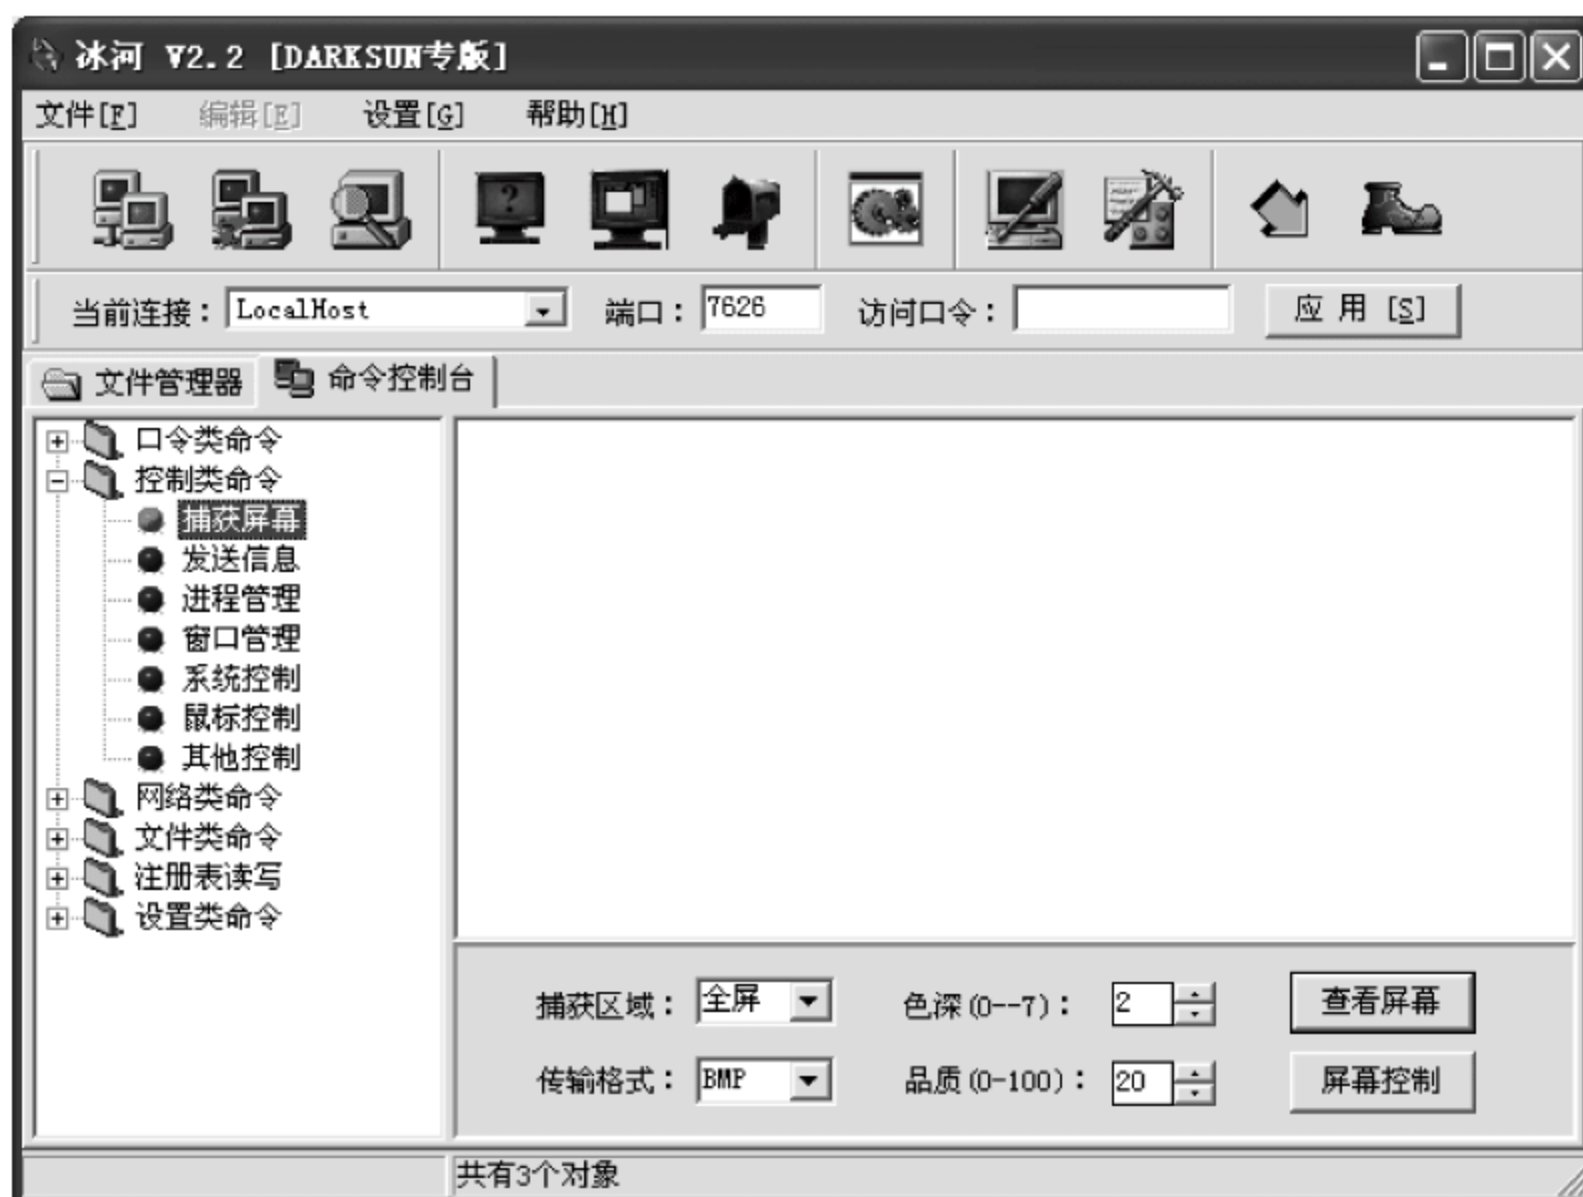 冰河 V2.2 [DARKSUN专版]
文件[F] 编辑[E] 设置[G] 帮助[H]
当前连接： LocalHost 端口： 7626 访问口令： 应 用 [S]
文件管理器 命令控制台
口令类命令
控制类命令
捕获屏幕
发送信息
进程管理
窗口管理
系统控制
鼠标控制
其他控制
网络类命令
文件类命令
注册表读写
设置类命令
捕获区域： 全屏 色深(0--7)： 2 查看屏幕
传输格式： BMP 品质(0-100)： 20 屏幕控制
共有3个对象